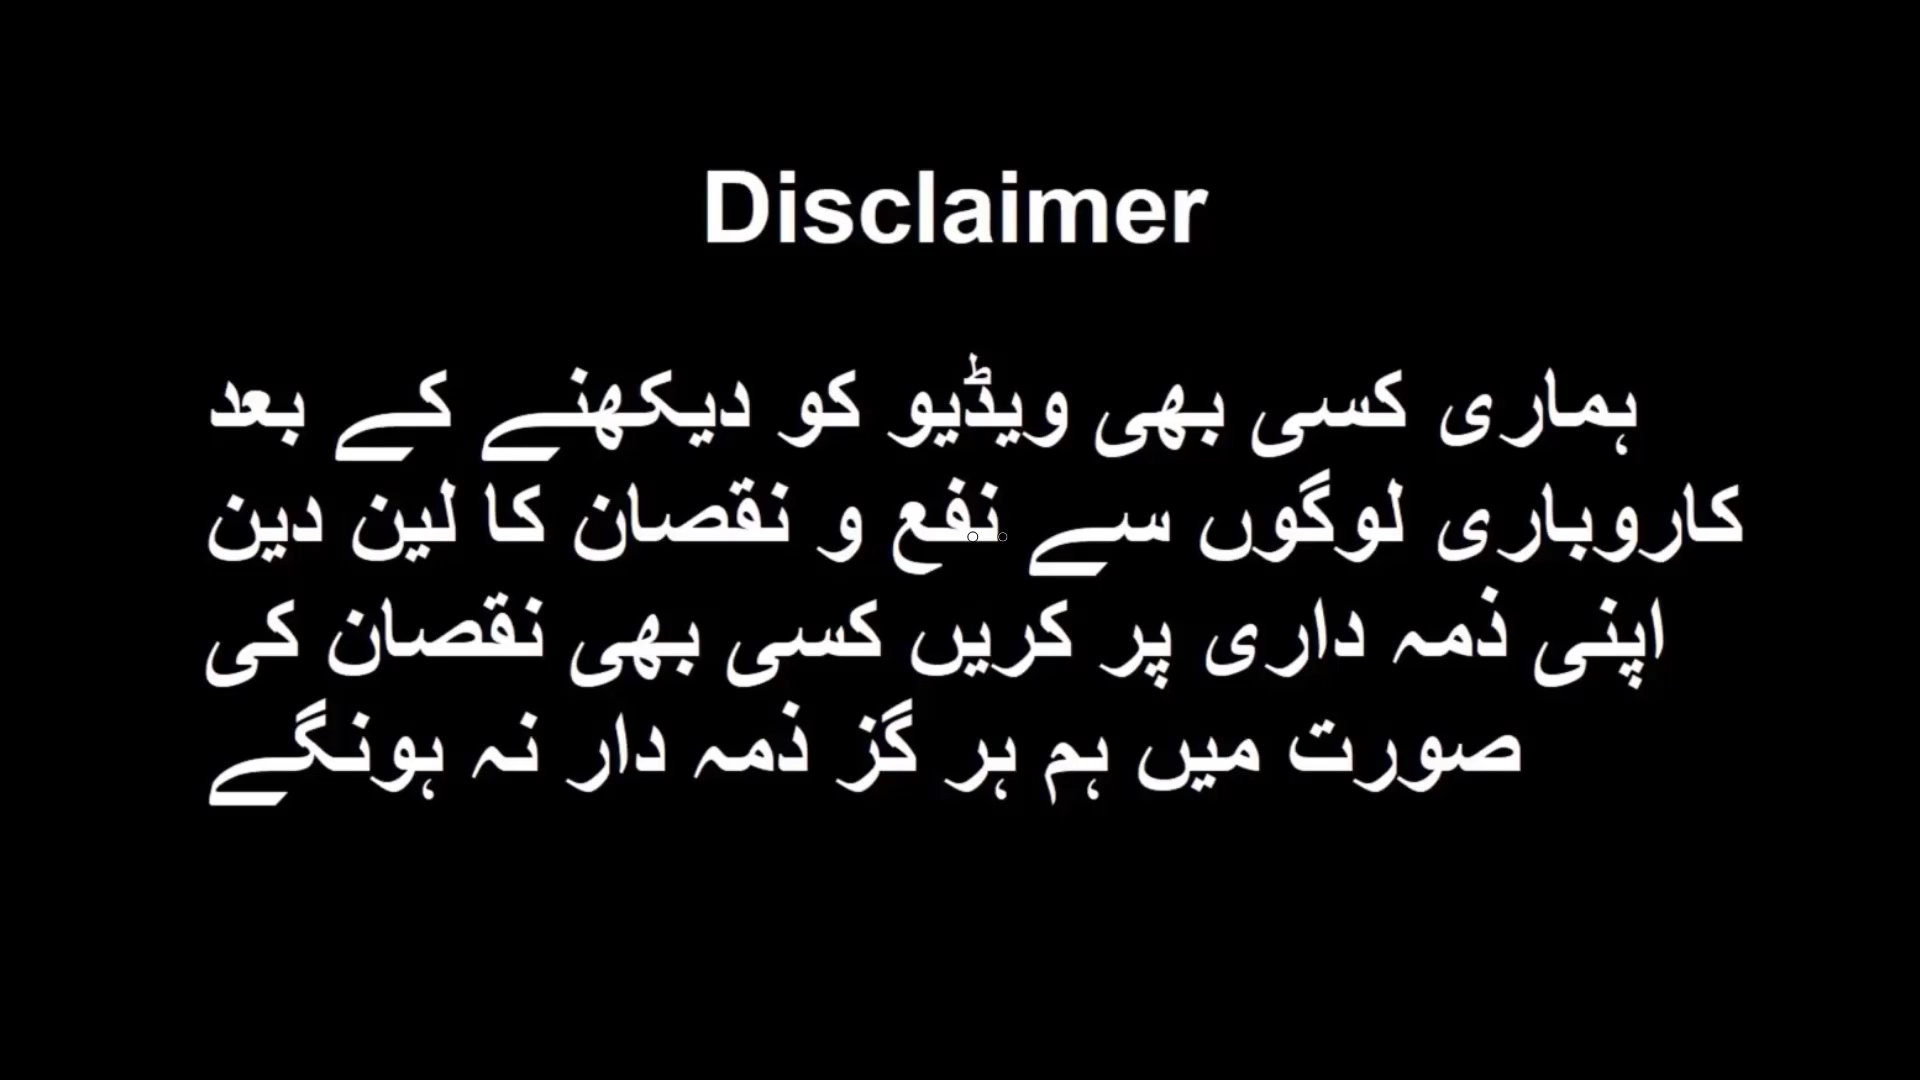 Disclaimer
ہماری کسی بھی ویڈیو کو دیکھنے کے بعد
کاروباری لوگوں سے نفع و نقصان کا لین دین
اپنی ذمہ داری پر کریں کسی بھی نقصان کی
صورت میں ہم ہر گز ذمہ دار نہ ہونگے